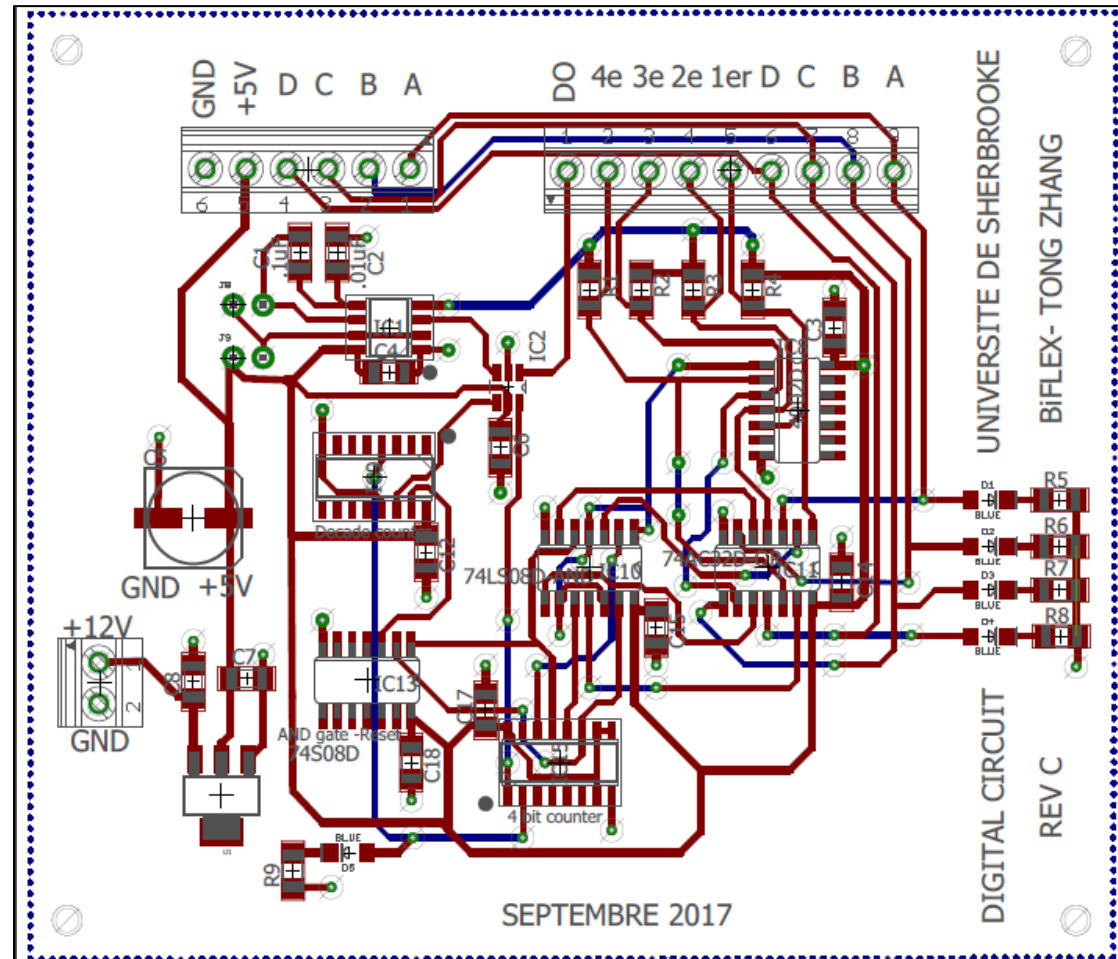 GND +5V D C B A
DO 4e 3e 2e 1er D C B A
6 5 4 3 2 1
1 2 3 4 5 6 7 8 9
UNIVERSITE DE SHERBROOKE
BiFLEX- TONG ZHANG
C1
.1uF
.01uF
C2
J8
J9
IC1
C4
IC2
R1
R2
R3
R4
C3
C6
Decade counter
C12
GND +5V
74LS08D AND
IC10
IC11
C16
D1
BLUE
R5
D2
BLUE
R6
D3
BLUE
R7
D4
BLUE
R8
+12V
1
2
GND
C8
C7
IC13
AND gate -Reset
74S08D
C17
C18
4 bit counter
U1
R9
BLUE
D5
DIGITAL CIRCUIT
REV C
SEPTEMBRE 2017